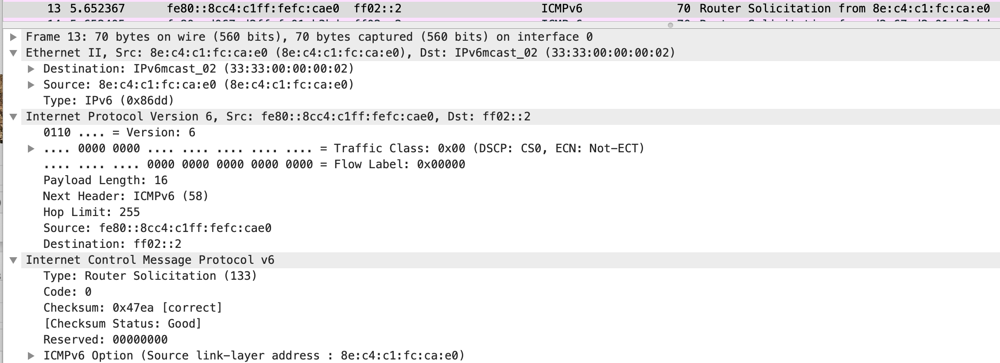 13 5.652367 fe80::8cc4:c1ff:fefc:cae0 ff02::2 ICMPv6 70 Router Solicitation from 8e:c4:c1:fc:ca:e0
Frame 13: 70 bytes on wire (560 bits), 70 bytes captured (560 bits) on interface 0
Ethernet II, Src: 8e:c4:c1:fc:ca:e0 (8e:c4:c1:fc:ca:e0), Dst: IPv6mcast_02 (33:33:00:00:00:02)
Destination: IPv6mcast_02 (33:33:00:00:00:02)
Source: 8e:c4:c1:fc:ca:e0 (8e:c4:c1:fc:ca:e0)
Type: IPv6 (0x86dd)
Internet Protocol Version 6, Src: fe80::8cc4:c1ff:fefc:cae0, Dst: ff02::2
0110 .... = Version: 6
.... 0000 0000 .... .... .... .... .... = Traffic Class: 0x00 (DSCP: CS0, ECN: Not-ECT)
.... .... .... 0000 0000 0000 0000 0000 = Flow Label: 0x00000
Payload Length: 16
Next Header: ICMPv6 (58)
Hop Limit: 255
Source: fe80::8cc4:c1ff:fefc:cae0
Destination: ff02::2
Internet Control Message Protocol v6
Type: Router Solicitation (133)
Code: 0
Checksum: 0x47ea [correct]
[Checksum Status: Good]
Reserved: 00000000
ICMPv6 Option (Source link-layer address : 8e:c4:c1:fc:ca:e0)